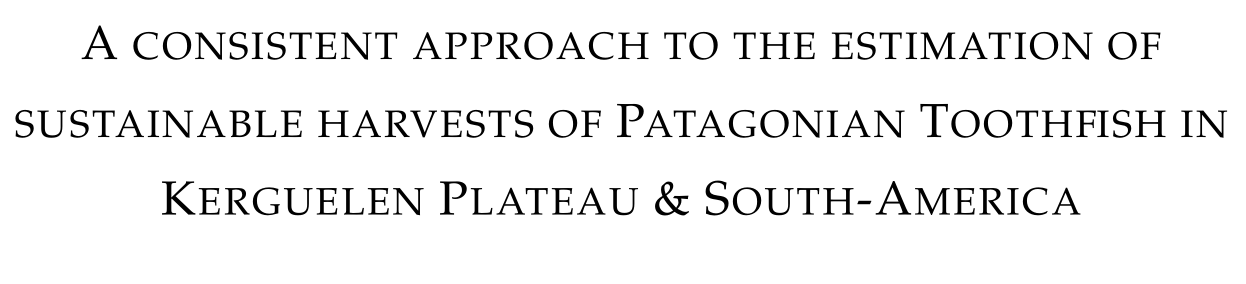 A consistent approach to the estimation of
sustainable harvests of Patagonian Toothfish in
Kerguelen Plateau & South-America